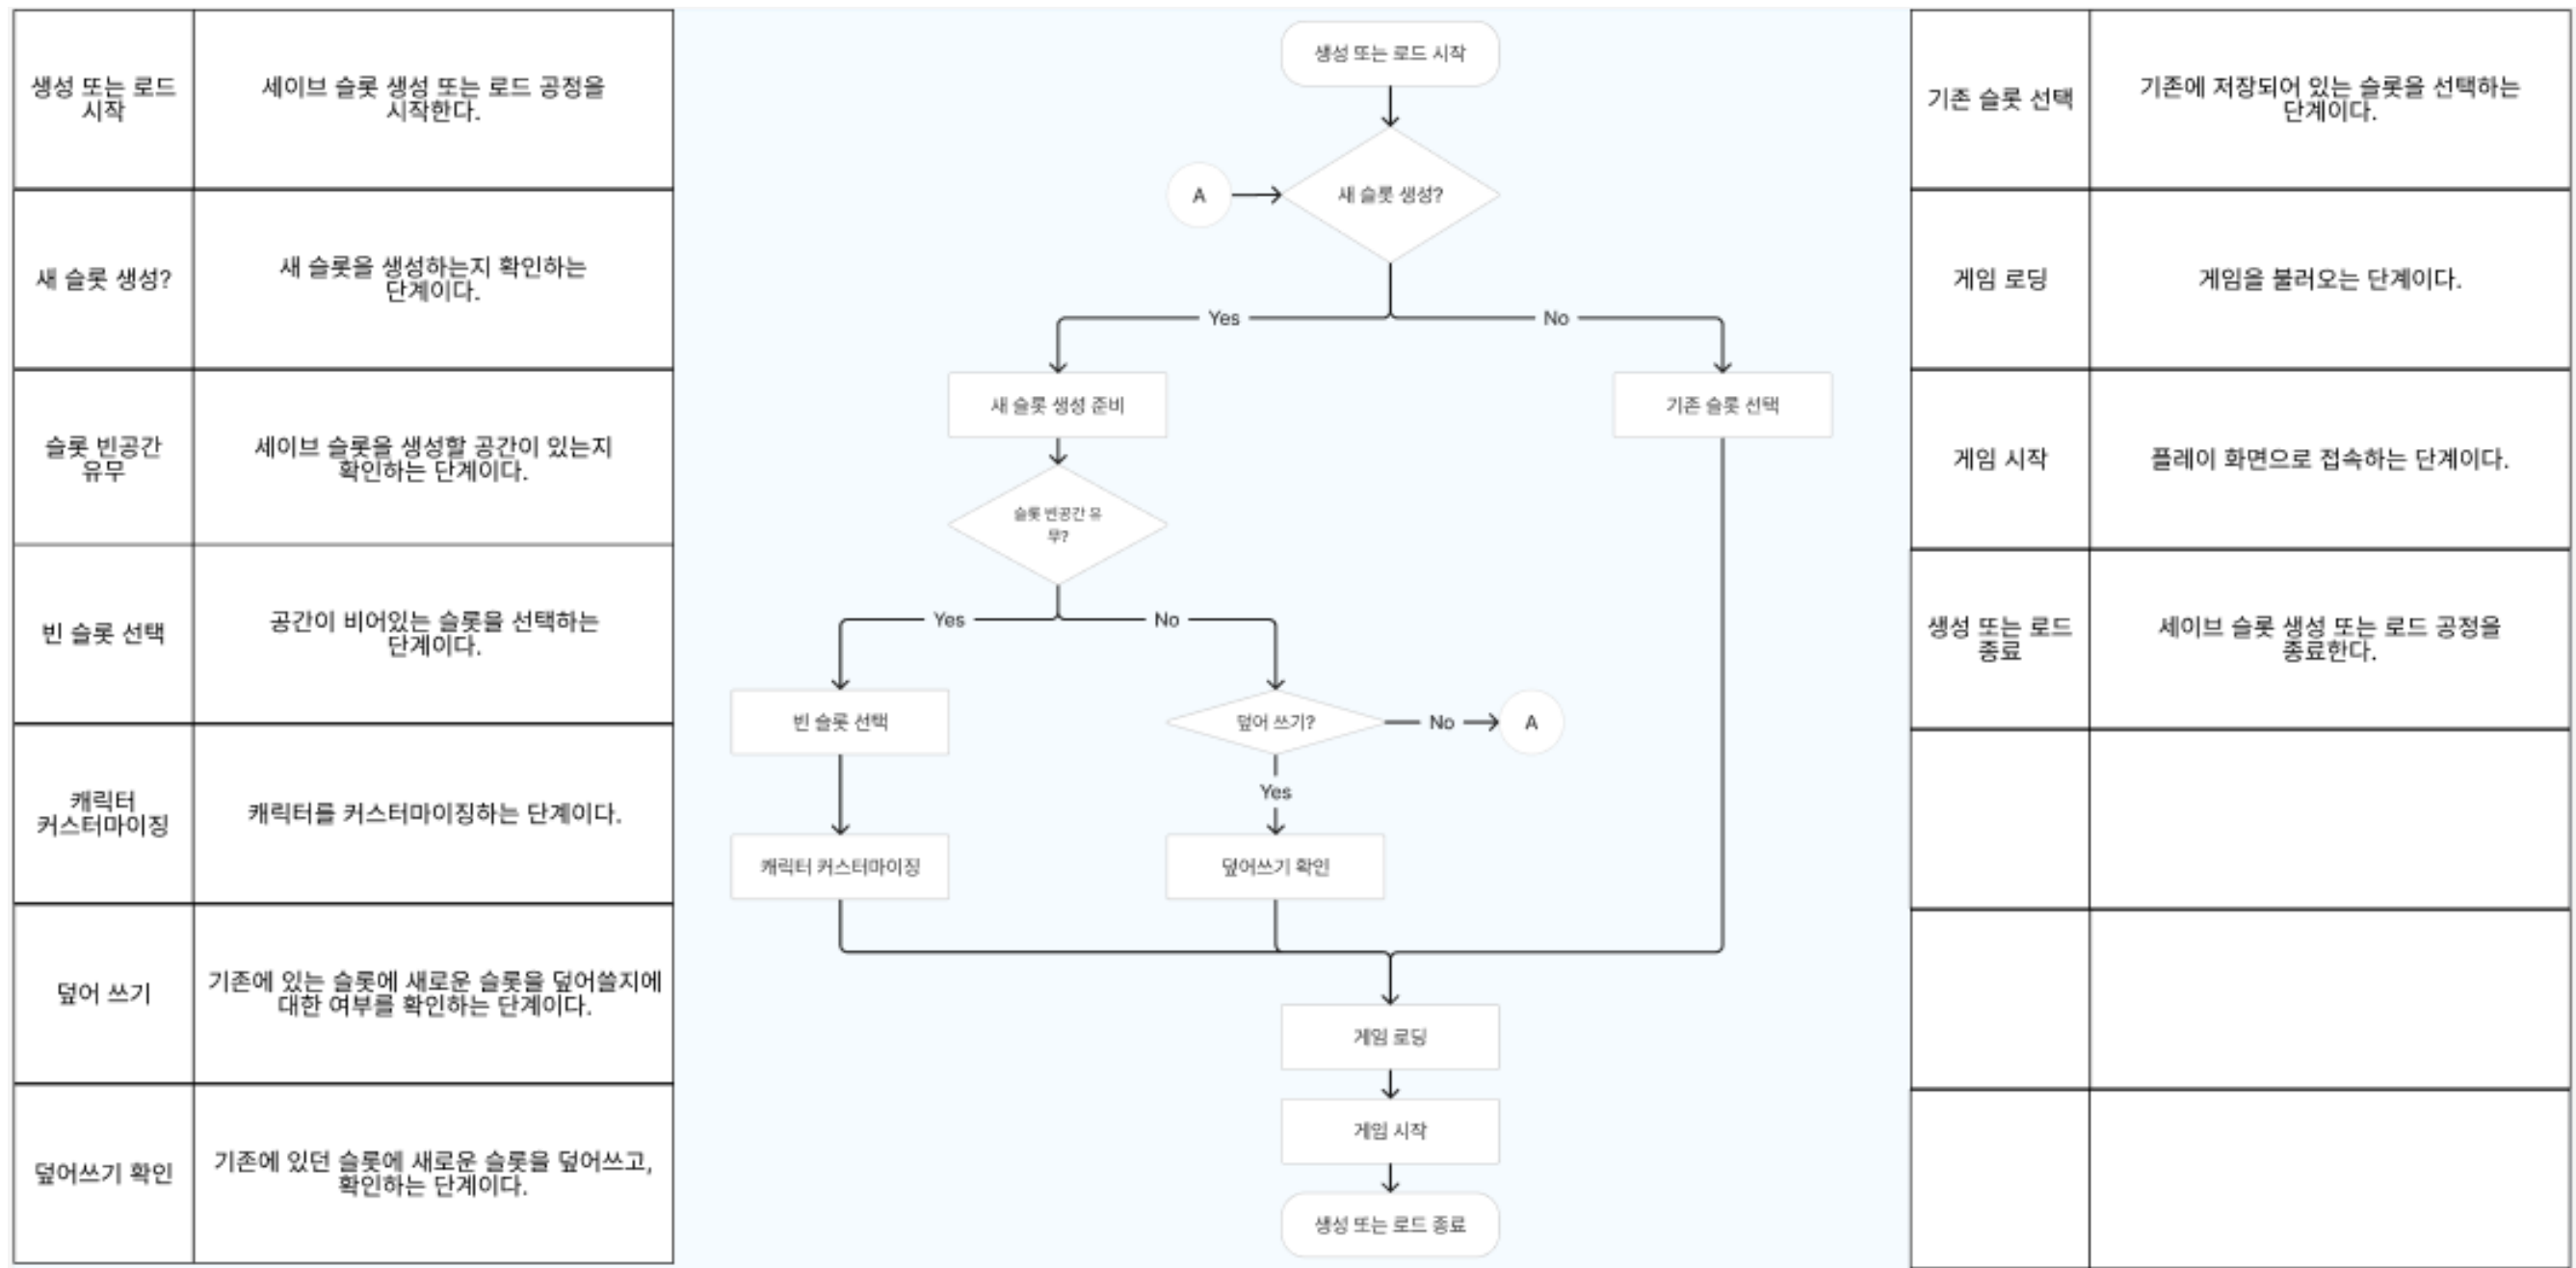 생성 또는 로드
시작
세이브 슬롯 생성 또는 로드 공정을
시작한다.
새 슬롯 생성?
새 슬롯을 생성하는지 확인하는
단계이다.
슬롯 빈공간
유무
세이브 슬롯을 생성할 공간이 있는지
확인하는 단계이다.
빈 슬롯 선택
공간이 비어있는 슬롯을 선택하는
단계이다.
캐릭터
커스터마이징
캐릭터를 커스터마이징하는 단계이다.
덮어 쓰기
기존에 있는 슬롯에 새로운 슬롯을 덮어쓸지에
대한 여부를 확인하는 단계이다.
덮어쓰기 확인
기존에 있던 슬롯에 새로운 슬롯을 덮어쓰고,
확인하는 단계이다.
생성 또는 로드 시작
A
새 슬롯 생성?
Yes
No
새 슬롯 생성 준비
기존 슬롯 선택
슬롯 빈공간 유
무?
Yes
No
빈 슬롯 선택
덮어 쓰기?
No
A
Yes
캐릭터 커스터마이징
덮어쓰기 확인
게임 로딩
게임 시작
생성 또는 로드 종료
기존 슬롯 선택
기존에 저장되어 있는 슬롯을 선택하는
단계이다.
게임 로딩
게임을 불러오는 단계이다.
게임 시작
플레이 화면으로 접속하는 단계이다.
생성 또는 로드
종료
세이브 슬롯 생성 또는 로드 공정을
종료한다.